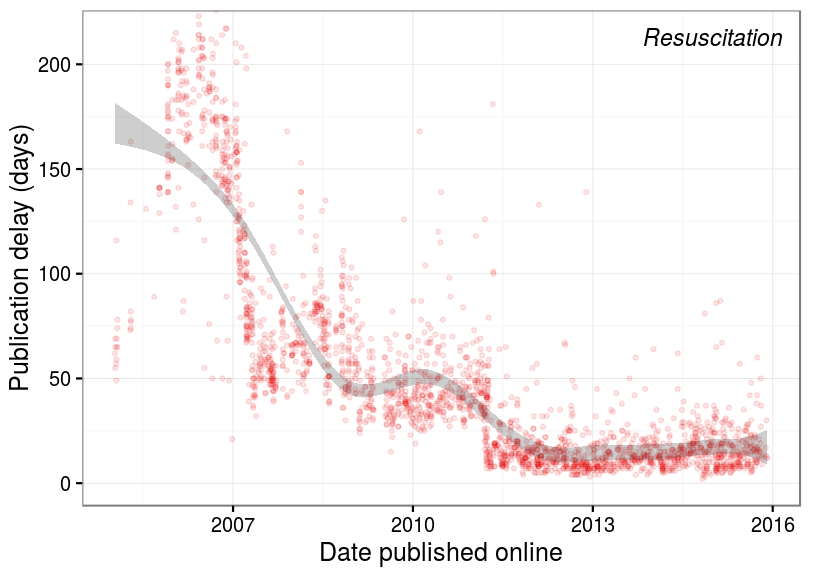 Resuscitation
Publication delay (days)
200
150
100
50
0
2007 2010 2013 2016
Date published online